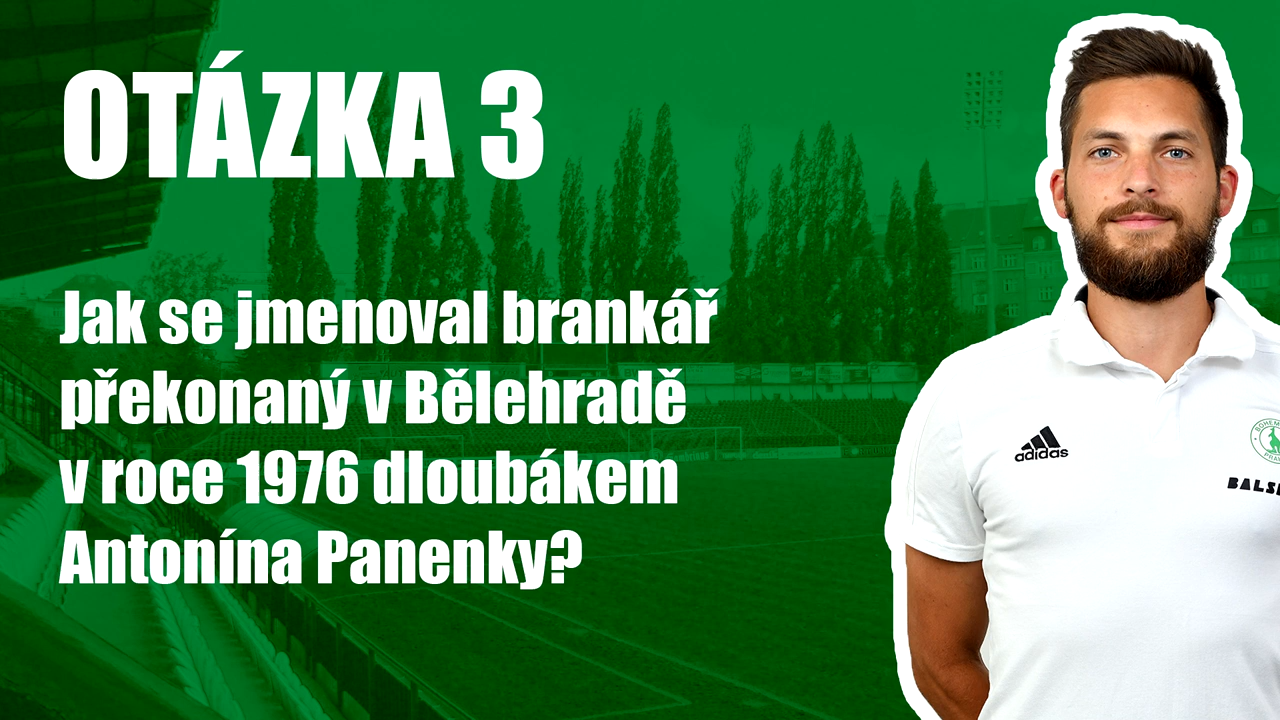 OTÁZKA 3
Jak se jmenoval brankář
překonaný v Bělehradě
v roce 1976 dloubákem
Antonína Panenky?
adidas